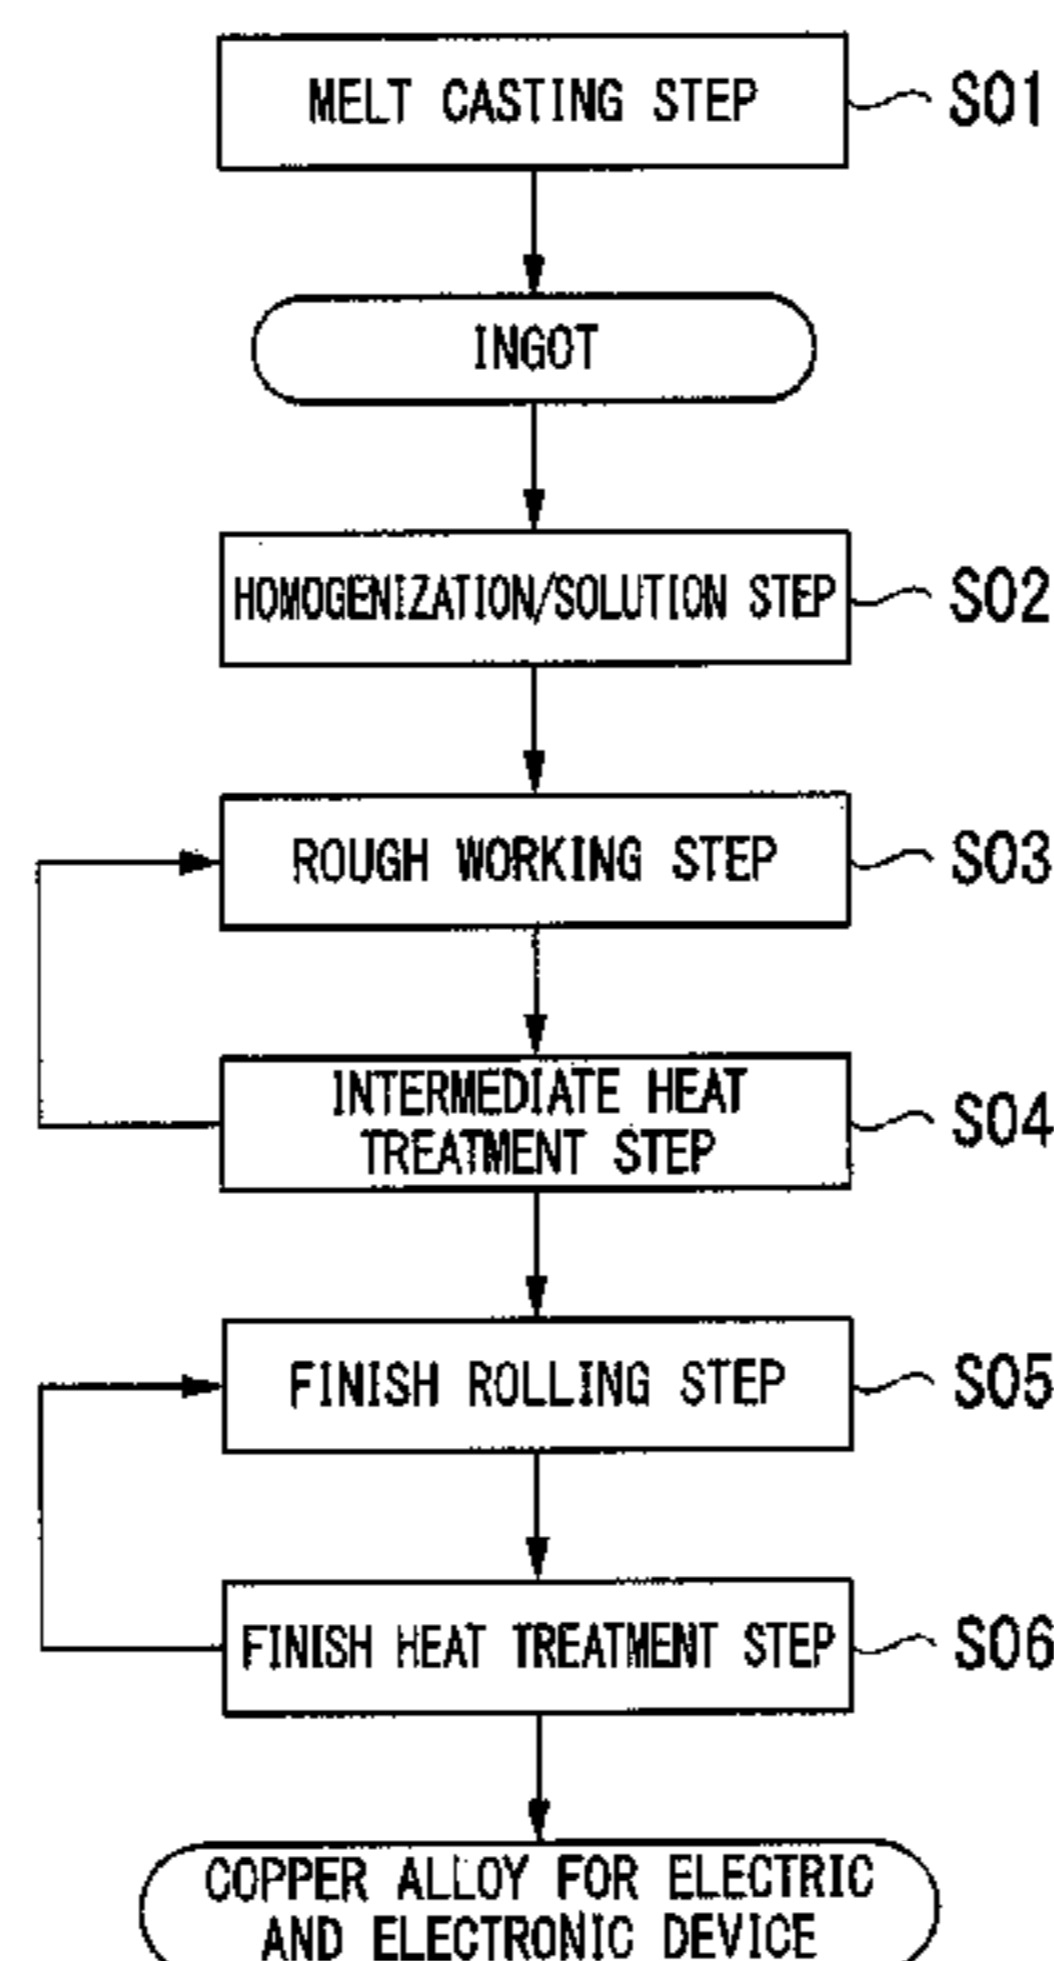 MELT CASTING STEP S01
INGOT
HOMOGENIZATION/SOLUTION STEP S02
ROUGH WORKING STEP S03
INTERMEDIATE HEAT
TREATMENT STEP S04
FINISH ROLLING STEP S05
FINISH HEAT TREATMENT STEP S06
COPPER ALLOY FOR ELECTRIC
AND ELECTRONIC DEVICE